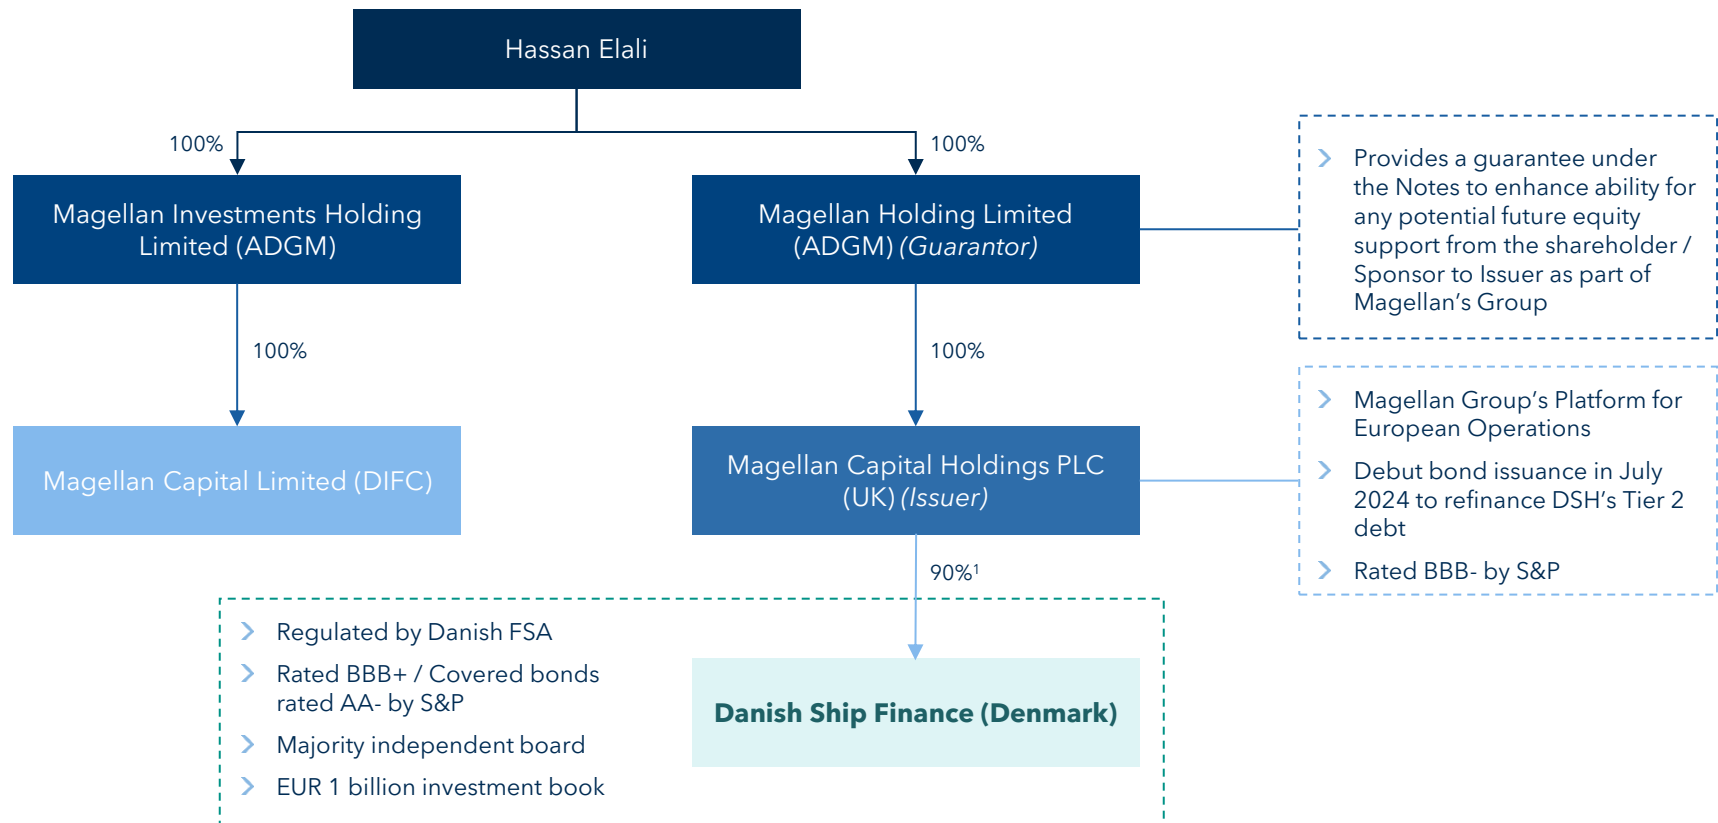 Hassan Elali
100%
100%
Magellan Investments Holding
Limited (ADGM)
Magellan Holding Limited
(ADGM) (Guarantor)
Provides a guarantee under
the Notes to enhance ability for
any potential future equity
support from the shareholder /
Sponsor to Issuer as part of
Magellan’s Group
100%
100%
Magellan Capital Limited (DIFC)
Magellan Capital Holdings PLC
(UK) (Issuer)
Magellan Group’s Platform for
European Operations
Debut bond issuance in July
2024 to refinance DSH’s Tier 2
debt
Rated BBB- by S&P
90%¹
Regulated by Danish FSA
Rated BBB+ / Covered bonds
rated AA- by S&P
Majority independent board
EUR 1 billion investment book
Danish Ship Finance (Denmark)